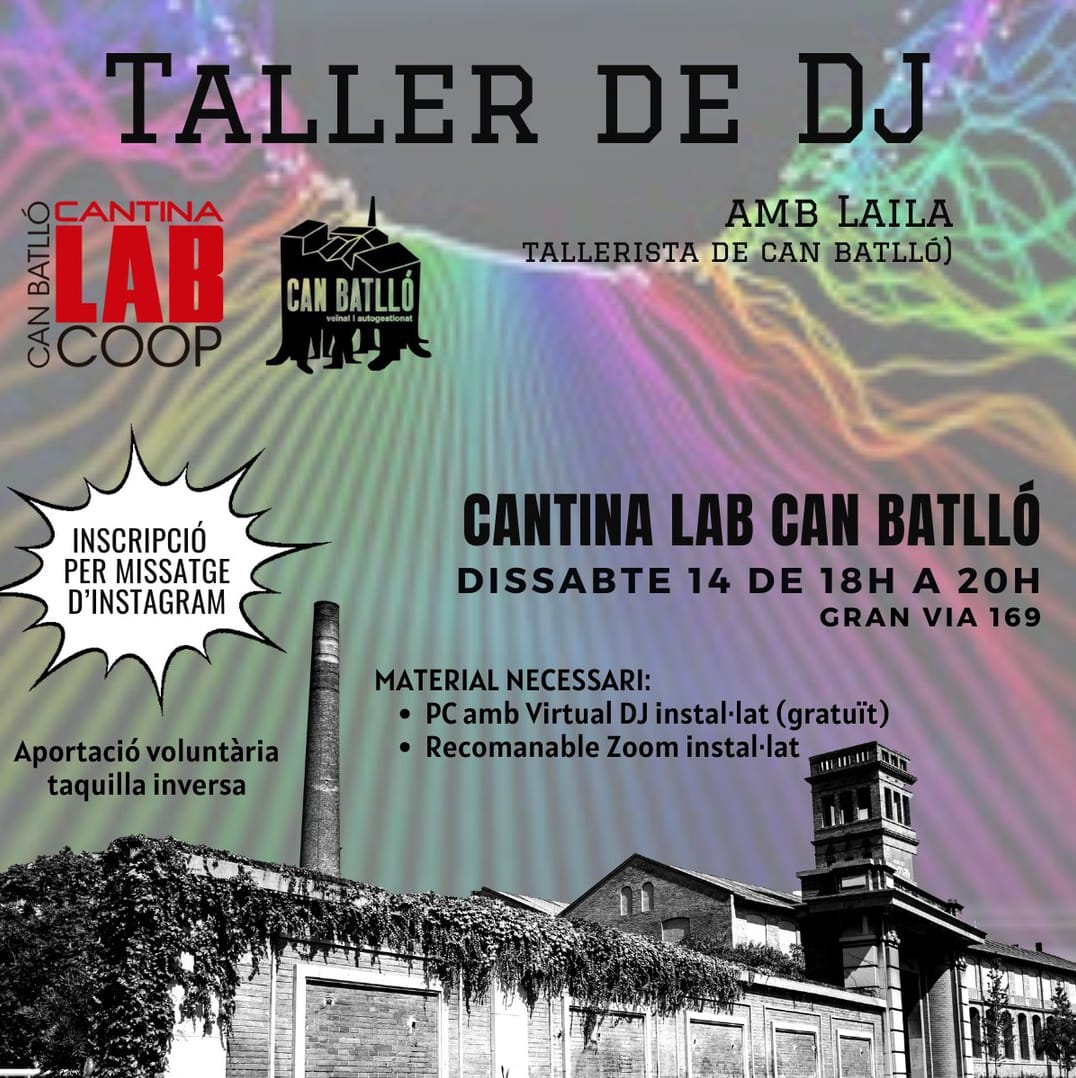 TALLER DE DJ
AMB LAILA
TALLERISTA DE CAN BATLLÓ)
CAN BATLLÓ
CANTINA
LAB
COOP
CAN BATLLÓ
veïnal i autogestionat
INSCRIPCIÓ
PER MISSATGE
D'INSTAGRAM
CANTINA LAB CAN BATLLÓ
DISSABTE 14 DE 18H A 20H
GRAN VIA 169
MATERIAL NECESSARI:
• PC amb Virtual DJ instal·lat (gratuït)
• Recomanable Zoom instal·lat
Aportació voluntària
taquilla inversa